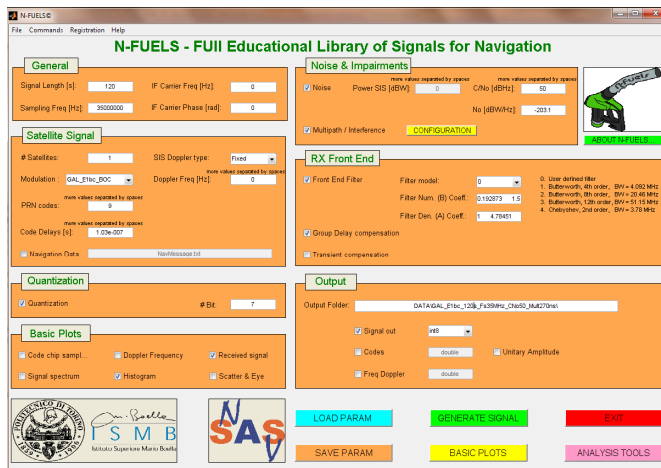 N-FUELS©
File Commands Registration Help
N-FUELS - FUll Educational Library of Signals for Navigation
General
Signal Length [s]: 120 IF Carrier Freq [Hz]: 0
Sampling Freq [Hz]: 35000000 IF Carrier Phase [rad]: 0
Noise & Impairments
more values separated by spaces more values separated by spaces
Noise Power SIS [dBW]: 0 C/No [dBHz]: 50
No [dBW/Hz]: -203.1
Multipath / Interference CONFIGURATION
n-fuels
ABOUT N-FUELS...
Satellite Signal
# Satellites: 1 SIS Doppler type: Fixed
more values separated by spaces
Modulation : GAL_E1bc_BOC Doppler Freq [Hz]: 0
more values separated by spaces
PRN codes: 9
more values separated by spaces
Code Delays [s]: 1.03e-007
Navigation Data NavMessage.txt
RX Front End
Front End Filter Filter model: 0
Filter Num. (B) Coeff.: 0.192873 1.5
Filter Den. (A) Coeff.: 1 4.78451
0. User defined filter
1. Butterworth, 4th order, BW = 4.092 MHz
2. Butterworth, 8th order, BW = 20.46 MHz
3. Butterworth, 12th order, BW = 51.15 MHz
4. Chebyshev, 2nd order, BW = 3.78 MHz
Group Delay compensation
Transient compensation
Quantization
Quantization # Bit: 7
Output
Output Folder: DATA\GAL_E1bc_120s_Fs35MHz_CNo50_Mult270ns\
Signal out int8
Codes double Unitary Amplitude
Freq Doppler double
Basic Plots
Code chip sampl... Doppler Frequency Received signal
Signal spectrum Histogram Scatter & Eye
POLITECNICO DI TORINO
1859
ISMB
Istituto Superiore Mario Boella
NAV
SAS
LOAD PARAM GENERATE SIGNAL EXIT
SAVE PARAM BASIC PLOTS ANALYSIS TOOLS